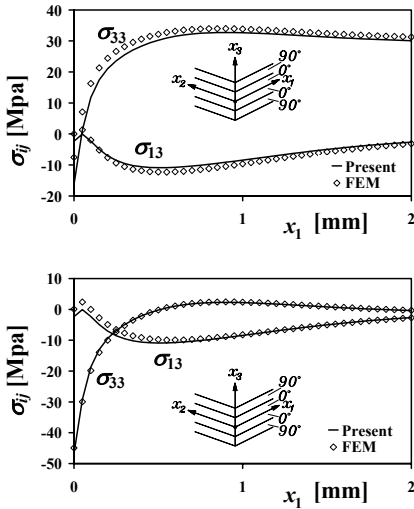 40
30
20
10
0
-10
-20
σij [Mpa]
σ33
σ13
x3
x2
x1
90°
0°
0°
90°
Present
FEM
0
1
2
x1 [mm]
20
10
0
-10
-20
-30
-40
-50
σij [Mpa]
σ33
σ13
x3
x2
x1
90°
0°
0°
90°
Present
FEM
0
1
2
x1 [mm]